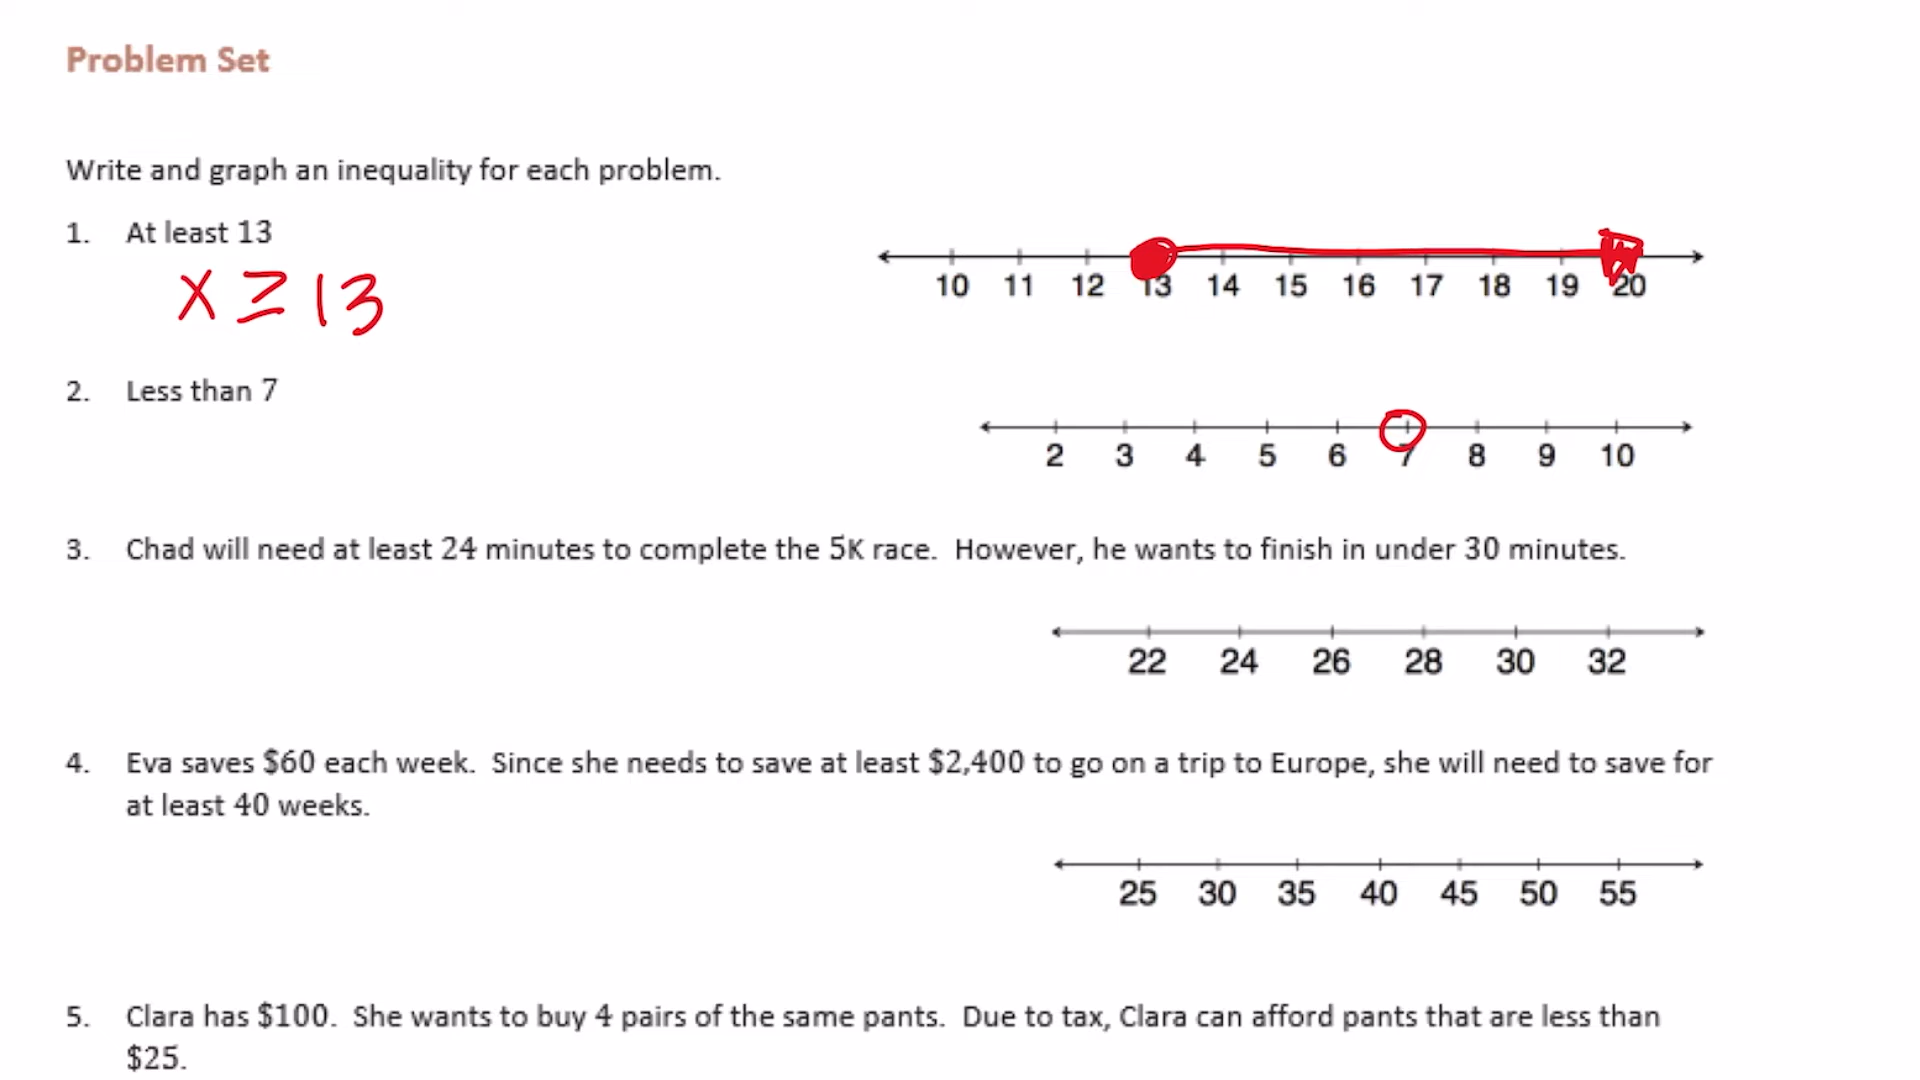 Problem Set
Write and graph an inequality for each problem.
1. At least 13
10 11 12 13 14 15 16 17 18 19 20
x ≥ 13
2. Less than 7
2 3 4 5 6 7 8 9 10
3. Chad will need at least 24 minutes to complete the 5K race. However, he wants to finish in under 30 minutes.
22 24 26 28 30 32
4. Eva saves $60 each week. Since she needs to save at least $2,400 to go on a trip to Europe, she will need to save for
at least 40 weeks.
25 30 35 40 45 50 55
5. Clara has $100. She wants to buy 4 pairs of the same pants. Due to tax, Clara can afford pants that are less than
$25.